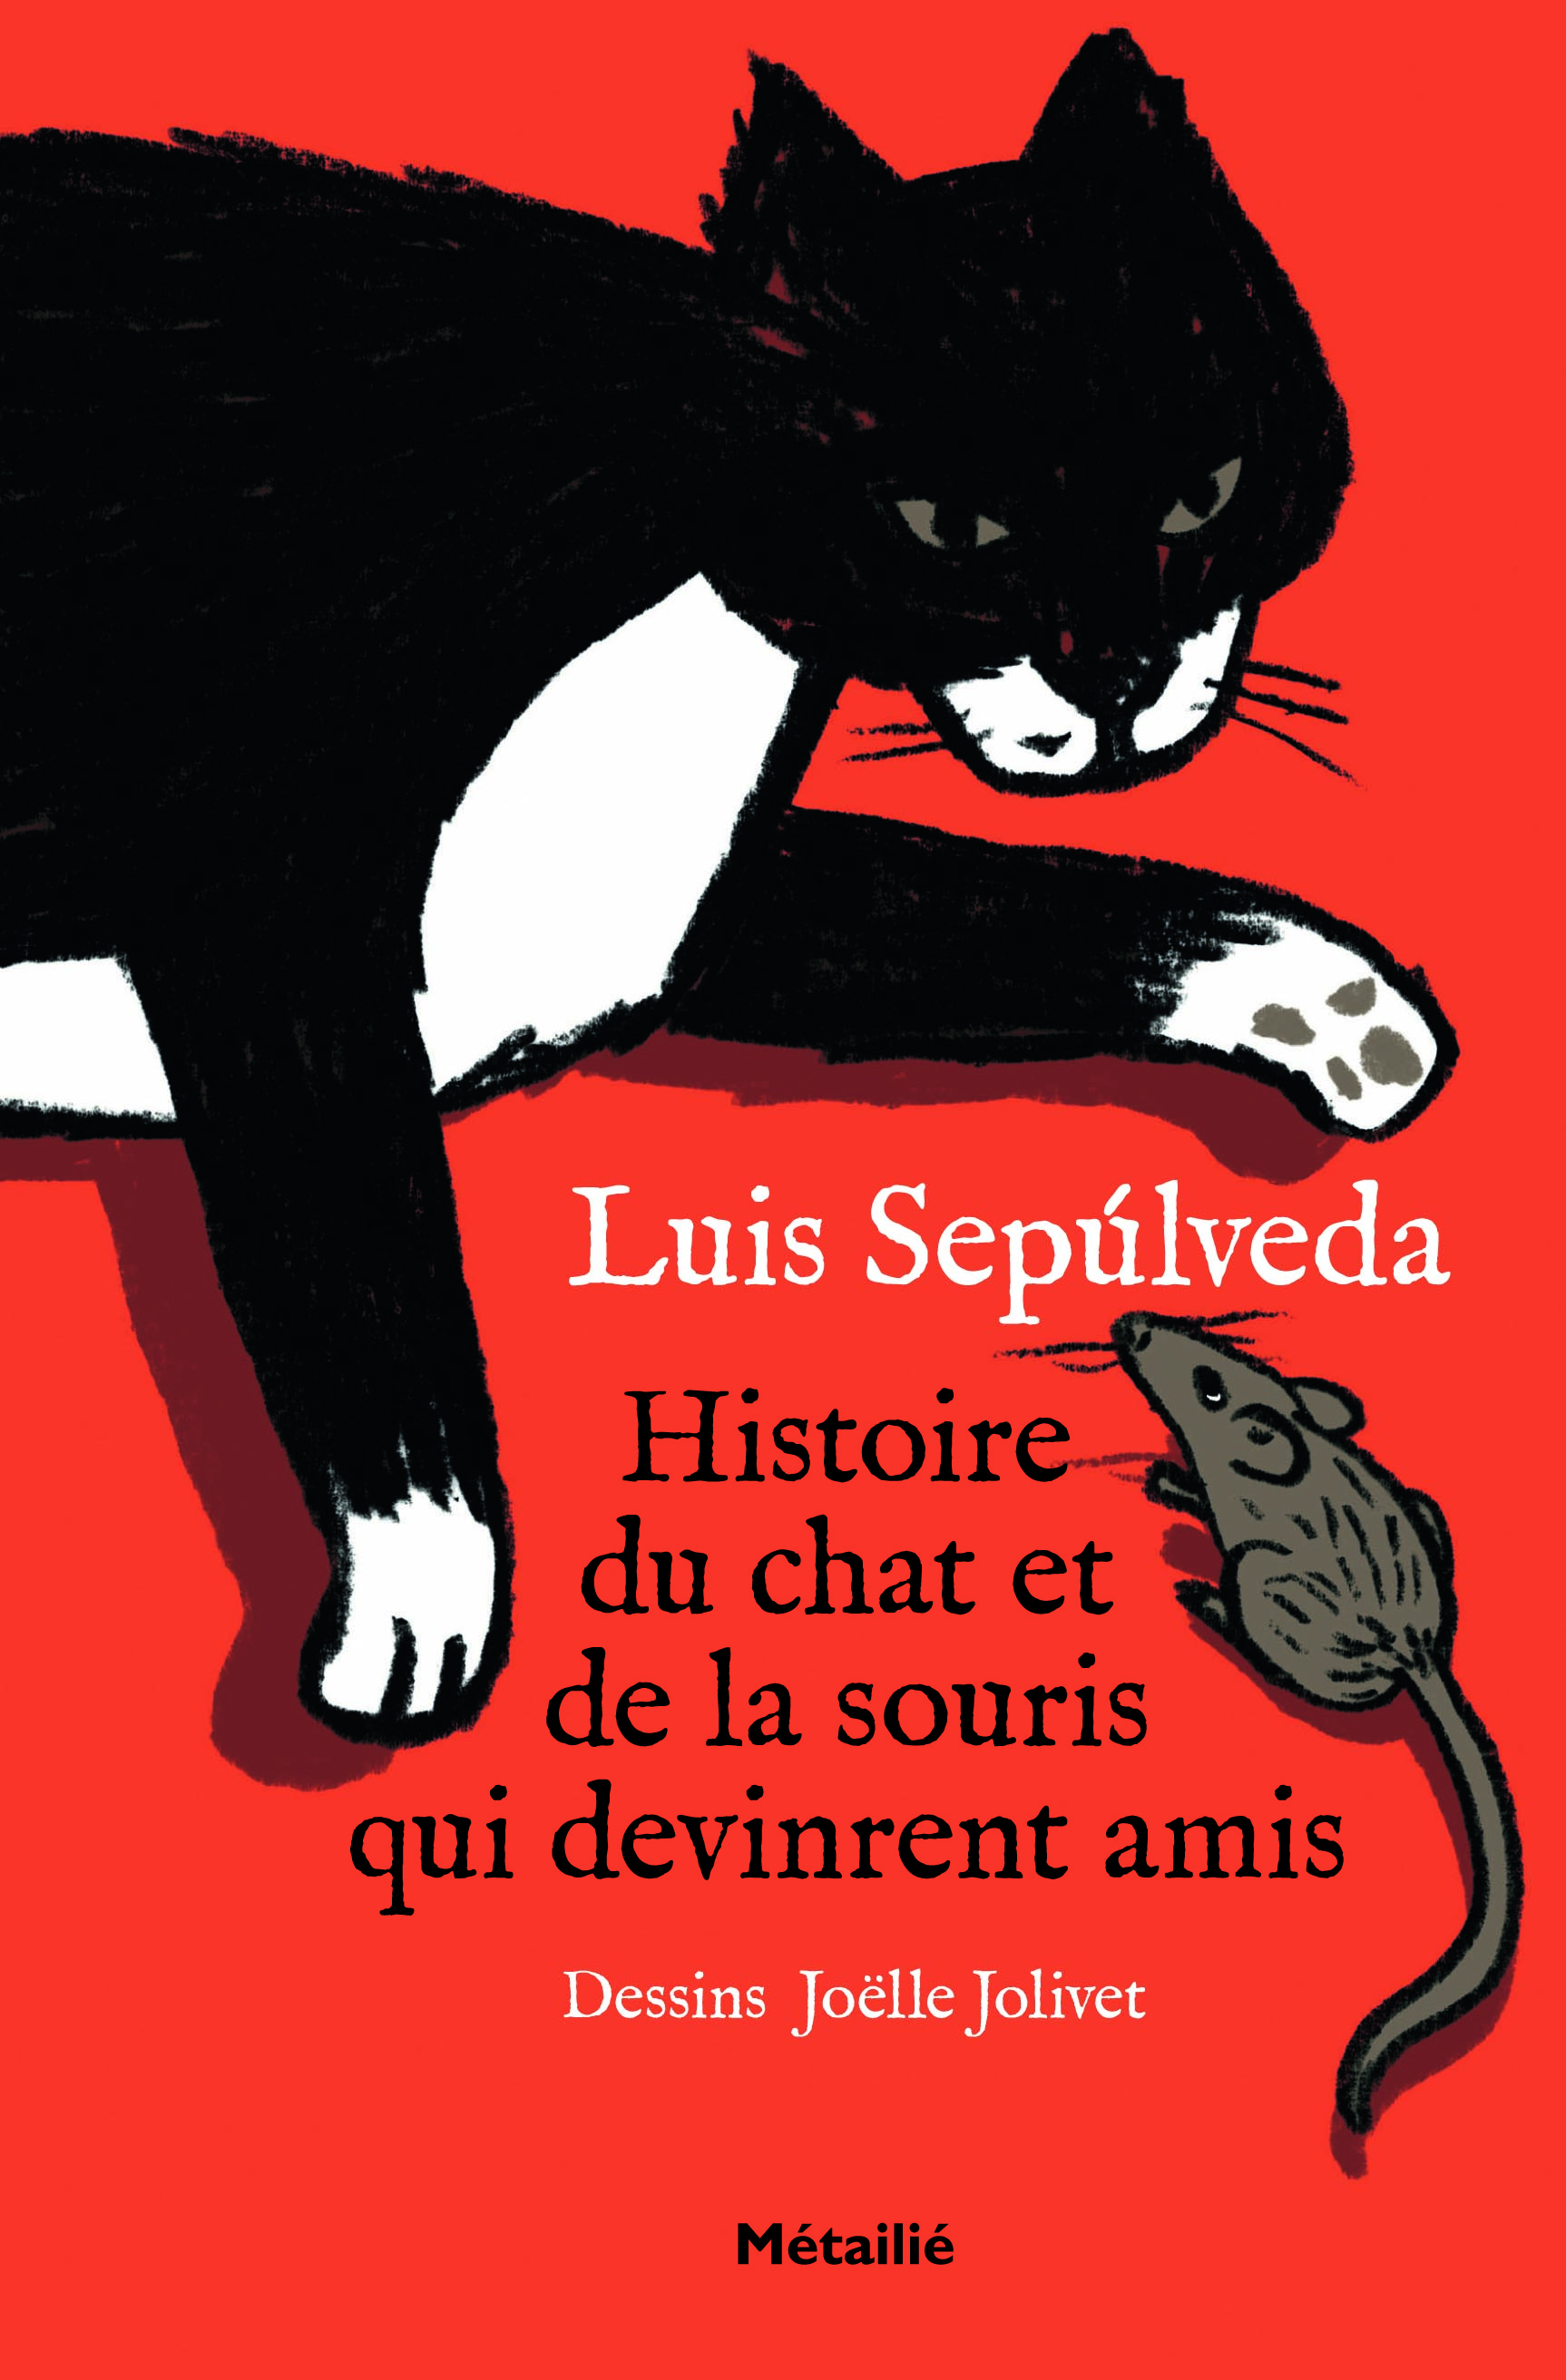 Luis Sepúlveda
Histoire
du chat et
de la souris
qui devinrent amis
Dessins Joëlle Jolivet
Métailié